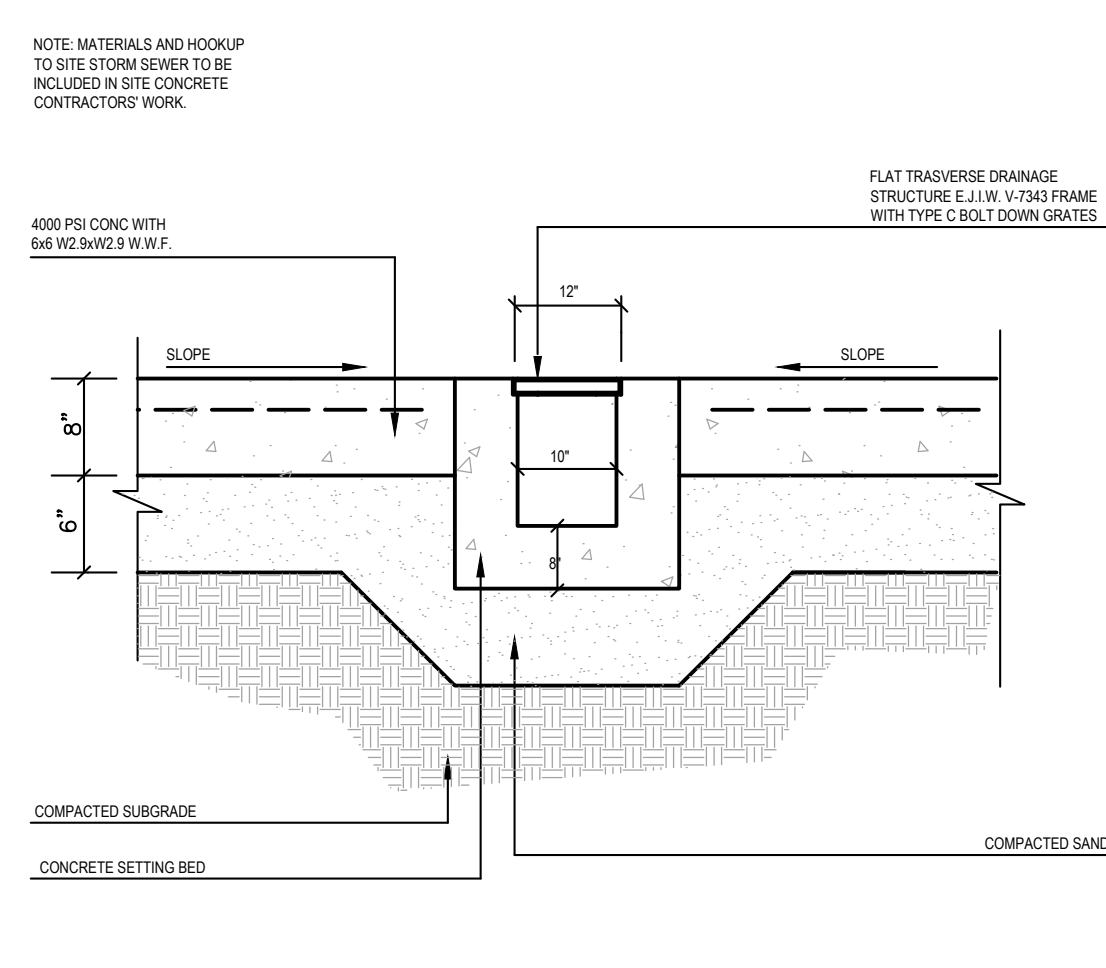 NOTE: MATERIALS AND HOOKUP
TO SITE STORM SEWER TO BE
INCLUDED IN SITE CONCRETE
CONTRACTORS' WORK.
FLAT TRASVERSE DRAINAGE
STRUCTURE E.J.I.W. V-7343 FRAME
WITH TYPE C BOLT DOWN GRATES
4000 PSI CONC WITH
6x6 W2.9xW2.9 W.W.F.
12"
SLOPE
SLOPE
8"
10"
6"
8"
COMPACTED SUBGRADE
COMPACTED SAND
CONCRETE SETTING BED